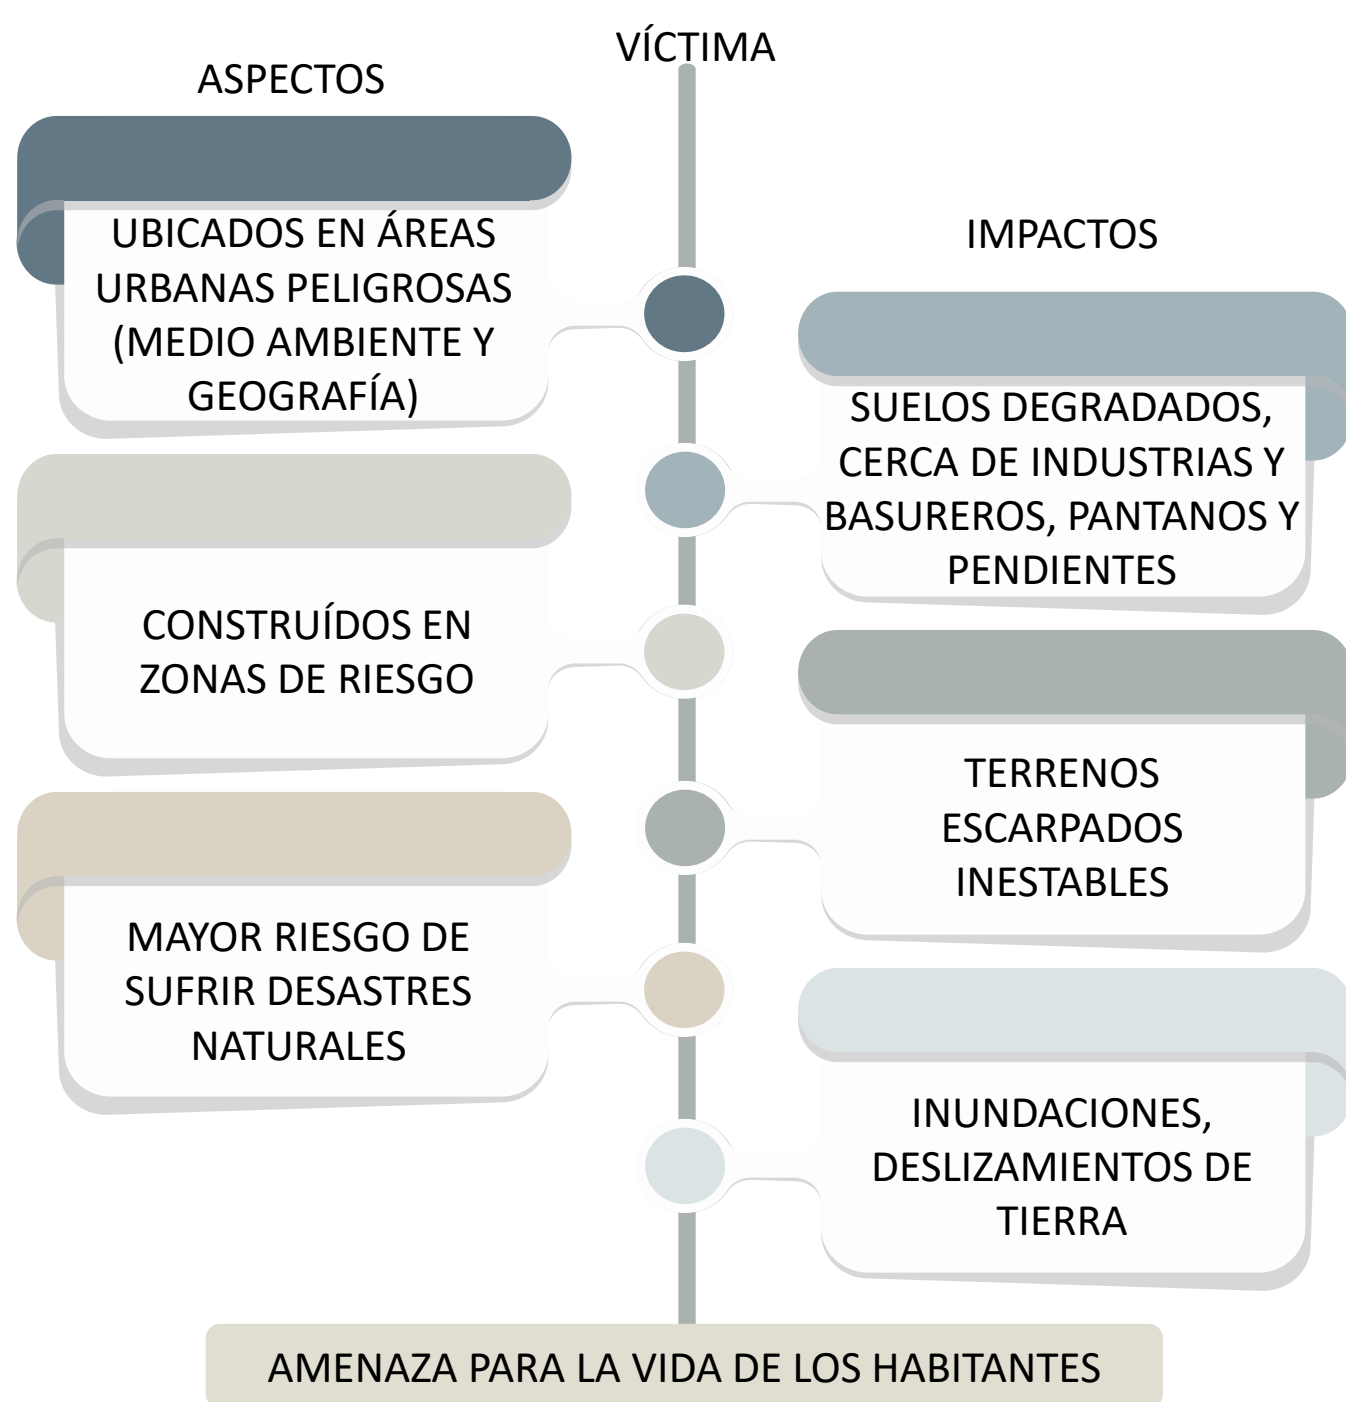 VÍCTIMA
ASPECTOS
UBICADOS EN ÁREAS
URBANAS PELIGROSAS
(MEDIO AMBIENTE Y
GEOGRAFÍA)
IMPACTOS
SUELOS DEGRADADOS,
CERCA DE INDUSTRIAS Y
BASUREROS, PANTANOS Y
PENDIENTES
CONSTRUÍDOS EN
ZONAS DE RIESGO
TERRENOS
ESCARPADOS
INESTABLES
MAYOR RIESGO DE
SUFRIR DESASTRES
NATURALES
INUNDACIONES,
DESLIZAMIENTOS DE
TIERRA
AMENAZA PARA LA VIDA DE LOS HABITANTES